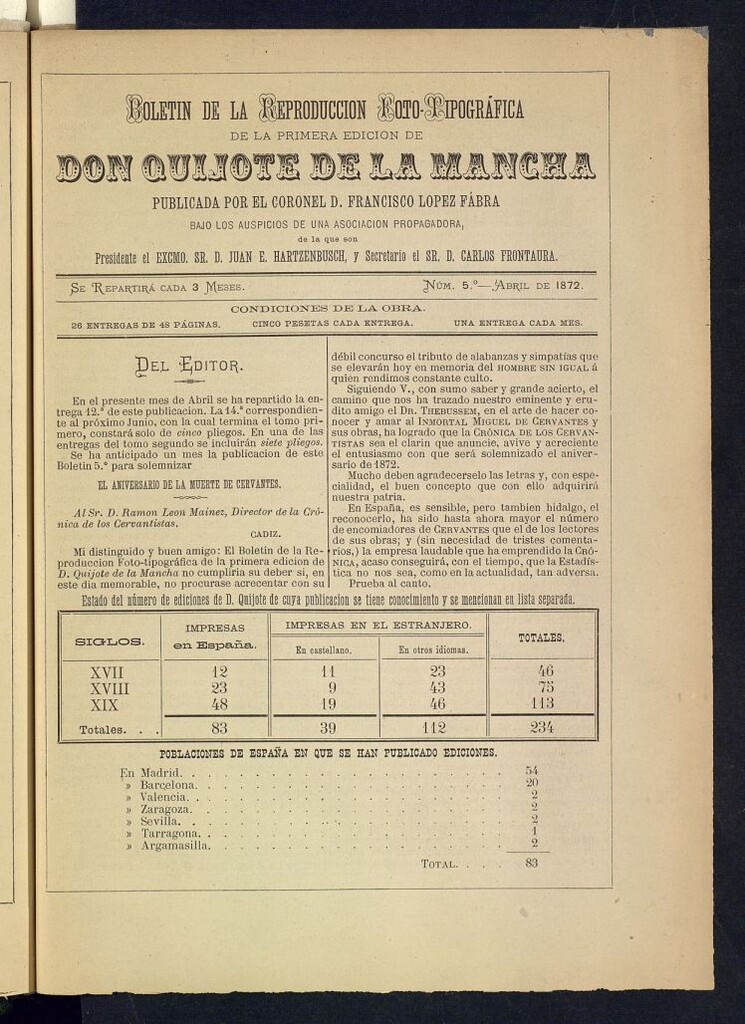 BOLETIN DE LA REPRODUCCION FOTO-TIPOGRÁFICA
DE LA PRIMERA EDICION DE
DON QUIJOTE DE LA MANCHA
PUBLICADA POR EL CORONEL D. FRANCISCO LOPEZ FÁBRA
BAJO LOS AUSPICIOS DE UNA ASOCIACION PROPAGADORA,
de la que son
Presidente el EXCMO. SR. D. JUAN E. HARTZENBUSCH, y Secretario el SR. D. CARLOS FRONTAURA.
SE REPARTIRÁ CADA 3 MESES. NÚM. 5.º—ABRIL DE 1872.
CONDICIONES DE LA OBRA.
26 ENTREGAS DE 48 PÁGINAS. CINCO PESETAS CADA ENTREGA. UNA ENTREGA CADA MES.
DEL EDITOR.
En el presente mes de Abril se ha repartido la en-
trega 12.ª de este publicacion. La 14.ª correspondien-
te al próximo Junio, con la cual termina el tomo pri-
mero, constará solo de cinco pliegos. En una de las
entregas del tomo segundo se incluirán siete pliegos.
Se ha anticipado un mes la publicacion de este
Boletin 5.º para solemnizar
EL ANIVERSARIO DE LA MUERTE DE CERVANTES.
Al Sr. D. Ramon Leon Mainez, Director de la Cró-
nica de los Cervantistas.
CADIZ.
Mi distinguido y buen amigo: El Boletin de la Re-
produccion Foto-tipográfica de la primera edicion de
D. Quijote de la Mancha no cumpliria su deber si, en
este dia memorable, no procurase acrecentar con su
débil concurso el tributo de alabanzas y simpatías que
se elevarán hoy en memoria del HOMBRE SIN IGUAL á
quien rendimos constante culto.
Siguiendo V., con sumo saber y grande acierto, el
camino que nos ha trazado nuestro eminente y eru-
dito amigo el DR. THEBUSSEM, en el arte de hacer co-
nocer y amar al INMORTAL MIGUEL DE CERVANTES y
sus obras, ha logrado que la CRÓNICA DE LOS CERVAN-
TISTAS sea el clarin que anuncie, avive y acreciente
el entusiasmo con que será solemnizado el aniver-
sario de 1872.
Mucho deben agradecerselo las letras y, con espe-
cialidad, el buen concepto que con ello adquirirá
nuestra patria.
En España, es sensible, pero tambien hidalgo, el
reconocerlo, ha sido hasta ahora mayor el número
de encomiadores de CERVANTES que el de los lectores
de sus obras; y (sin necesidad de tristes comenta-
rios,) la empresa laudable que ha emprendido la CRÓ-
NICA, acaso conseguirá, con el tiempo, que la Estadís-
tica no nos sea, como en la actualidad, tan adversa.
Prueba al canto.
Estado del número de ediciones de D. Quijote de cuya publicacion se tiene conocimiento y se mencionan en lista separada.
SIGLOS. IMPRESAS en España. IMPRESAS EN EL ESTRANJERO. TOTALES.
En castellano. En otros idiomas.
XVII 12 11 23 46
XVIII 23 9 43 75
XIX 48 19 46 113
Totales. . . 83 39 112 234
POBLACIONES DE ESPAÑA EN QUE SE HAN PUBLICADO EDICIONES.
En Madrid. . . . . 54
» Barcelona. . . . . 20
» Valencia. . . . . 2
» Zaragoza. . . . . 2
» Sevilla. . . . . 2
» Tarragona. . . . . 1
» Argamasilla. . . . . 2
TOTAL. . . . 83